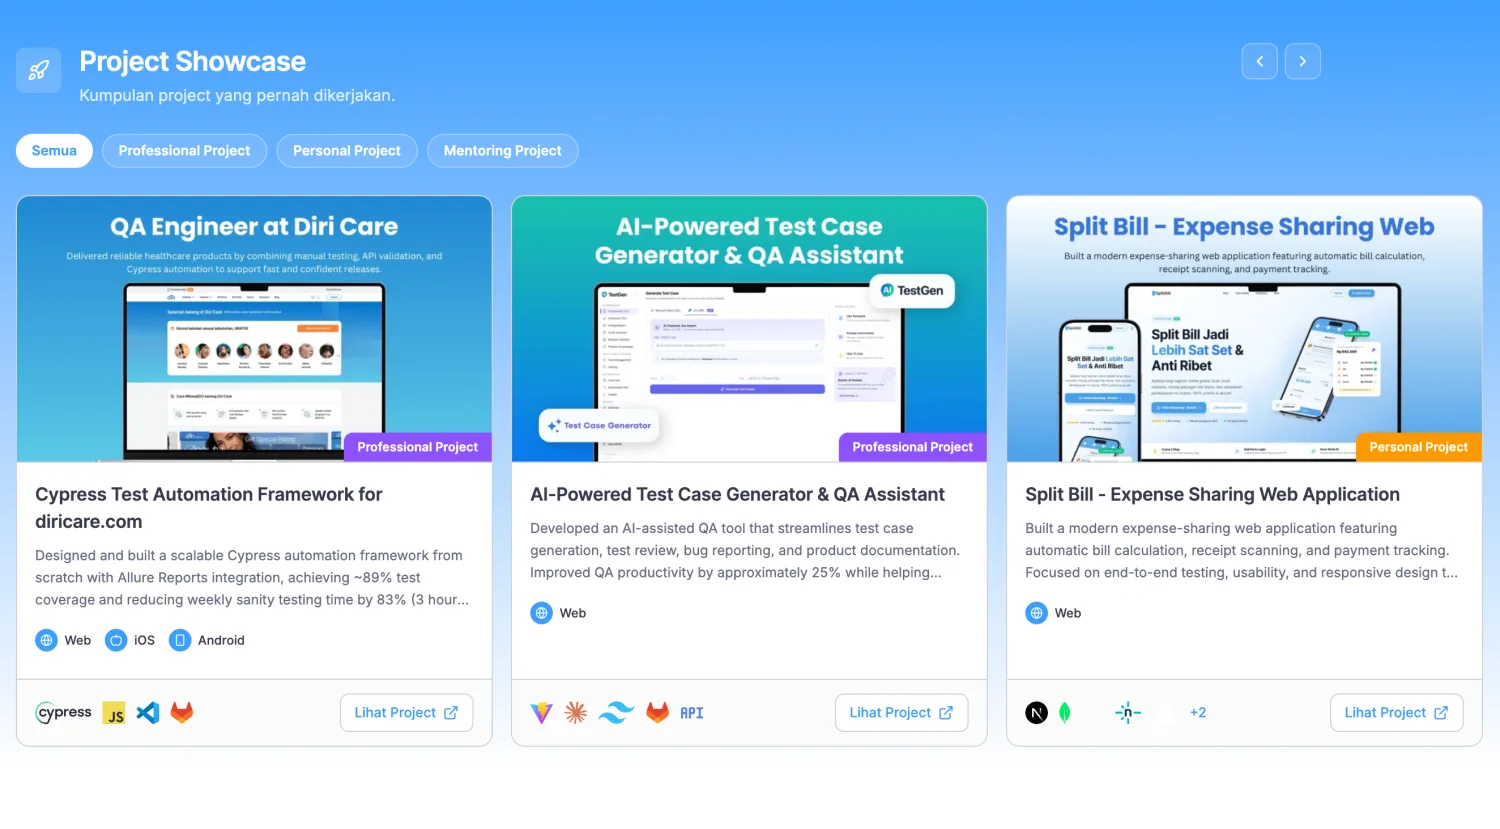 Project Showcase
Kumpulan project yang pernah dikerjakan.
Semua
Professional Project
Personal Project
Mentoring Project
QA Engineer at Diri Care
Delivered reliable healthcare products by combining manual testing, API validation, and
Cypress automation to support fast and confident releases.
Professional Project
Cypress Test Automation Framework for
diricare.com
Designed and built a scalable Cypress automation framework from
scratch with Allure Reports integration, achieving ~89% test
coverage and reducing weekly sanity testing time by 83% (3 hour...
Web
iOS
Android
cypress
JS
Lihat Project
AI-Powered Test Case
Generator & QA Assistant
AI TestGen
TestGen
Test Case Generator
Professional Project
AI-Powered Test Case Generator & QA Assistant
Developed an AI-assisted QA tool that streamlines test case
generation, test review, bug reporting, and product documentation.
Improved QA productivity by approximately 25% while helping...
Web
API
Lihat Project
Split Bill - Expense Sharing Web
Built a modern expense-sharing web application featuring automatic bill calculation,
receipt scanning, and payment tracking.
Split Bill Jadi
Lebih Sat Set &
Anti Ribet
Split Bill Jadi
Lebih Sat Set
& Anti Ribet
Personal Project
Split Bill - Expense Sharing Web Application
Built a modern expense-sharing web application featuring
automatic bill calculation, receipt scanning, and payment tracking.
Focused on end-to-end testing, usability, and responsive design t...
Web
N
n
+2
Lihat Project